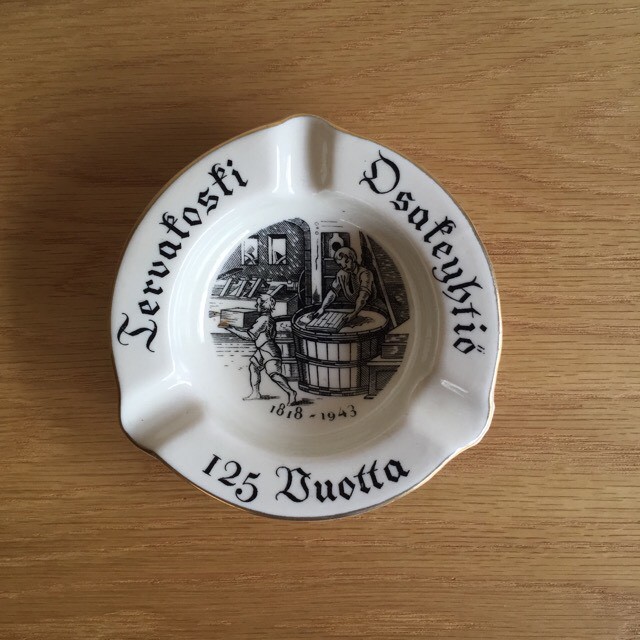 Tervakoski
Osakeyhtiö
1818 - 1943
125 Vuotta